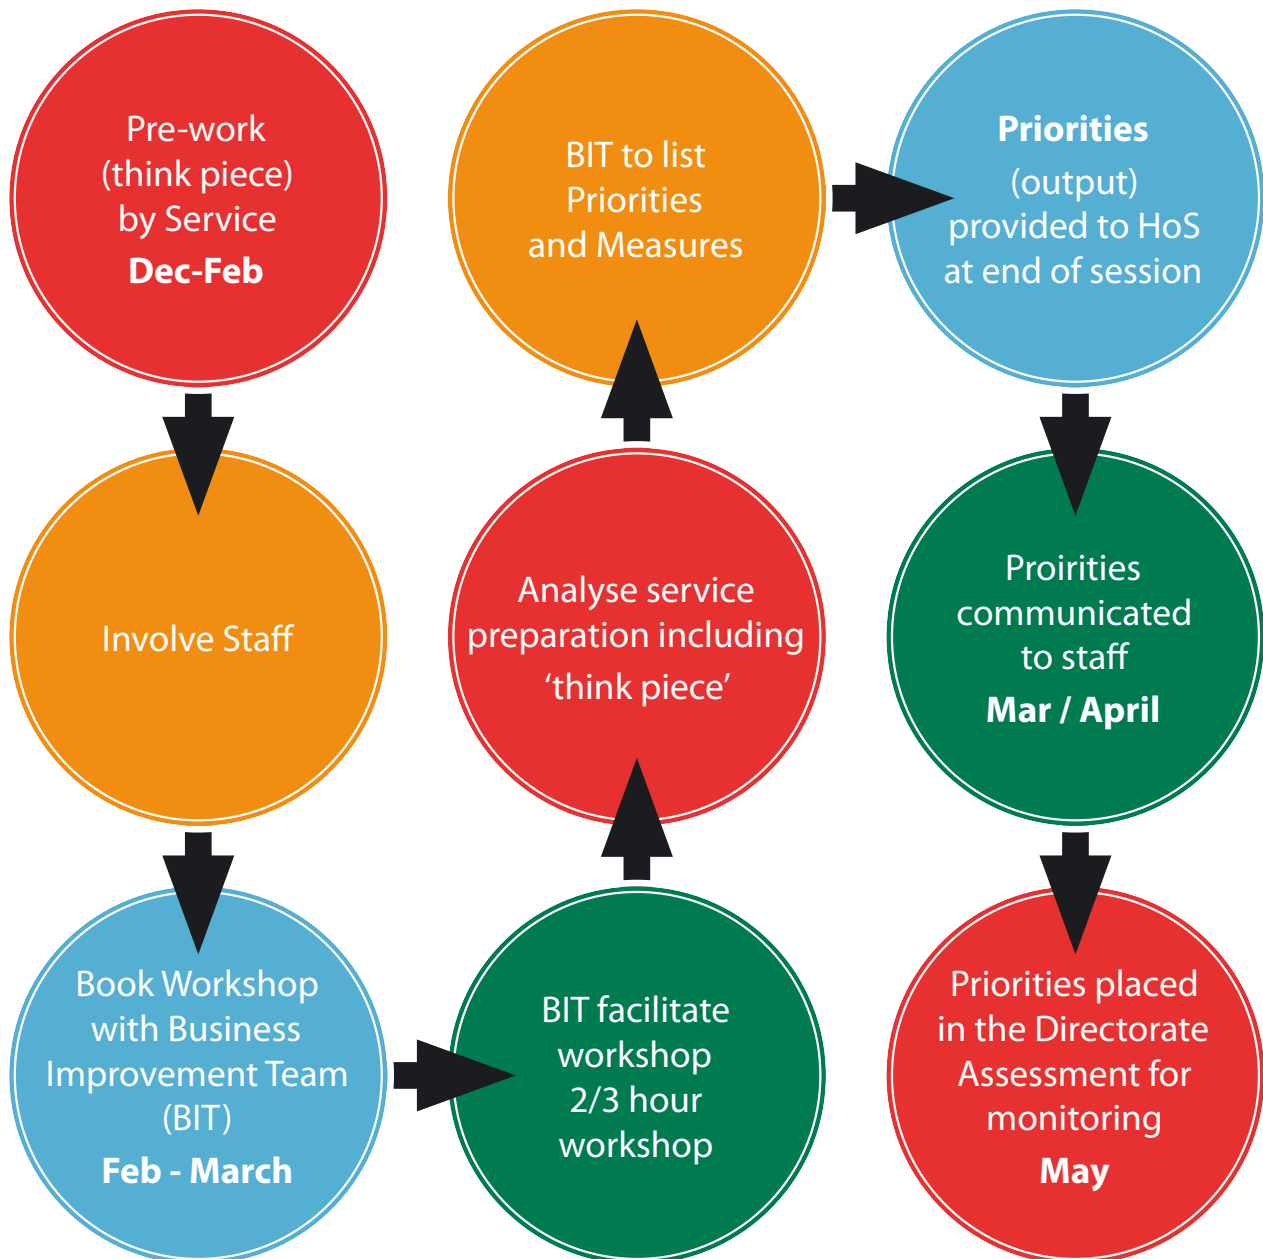 Pre-work
(think piece)
by Service
Dec-Feb
Involve Staff
Book Workshop
with Business
Improvement Team
(BIT)
Feb - March
BIT facilitate
workshop
2/3 hour
workshop
Analyse service
preparation including
‘think piece’
BIT to list
Priorities
and Measures
Priorities
(output)
provided to HoS
at end of session
Proirities
communicated
to staff
Mar / April
Priorities placed
in the Directorate
Assessment for
monitoring
May